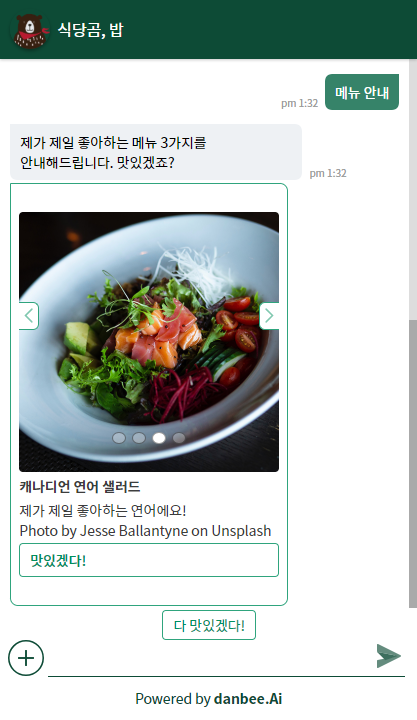 식당곰, 밥
메뉴 안내
pm 1:32
제가 제일 좋아하는 메뉴 3가지를
안내해드립니다. 맛있겠죠?
pm 1:32
캐나디언 연어 샐러드
제가 제일 좋아하는 연어에요!
Photo by Jesse Ballantyne on Unsplash
맛있겠다!
다 맛있겠다!
Powered by danbee.Ai